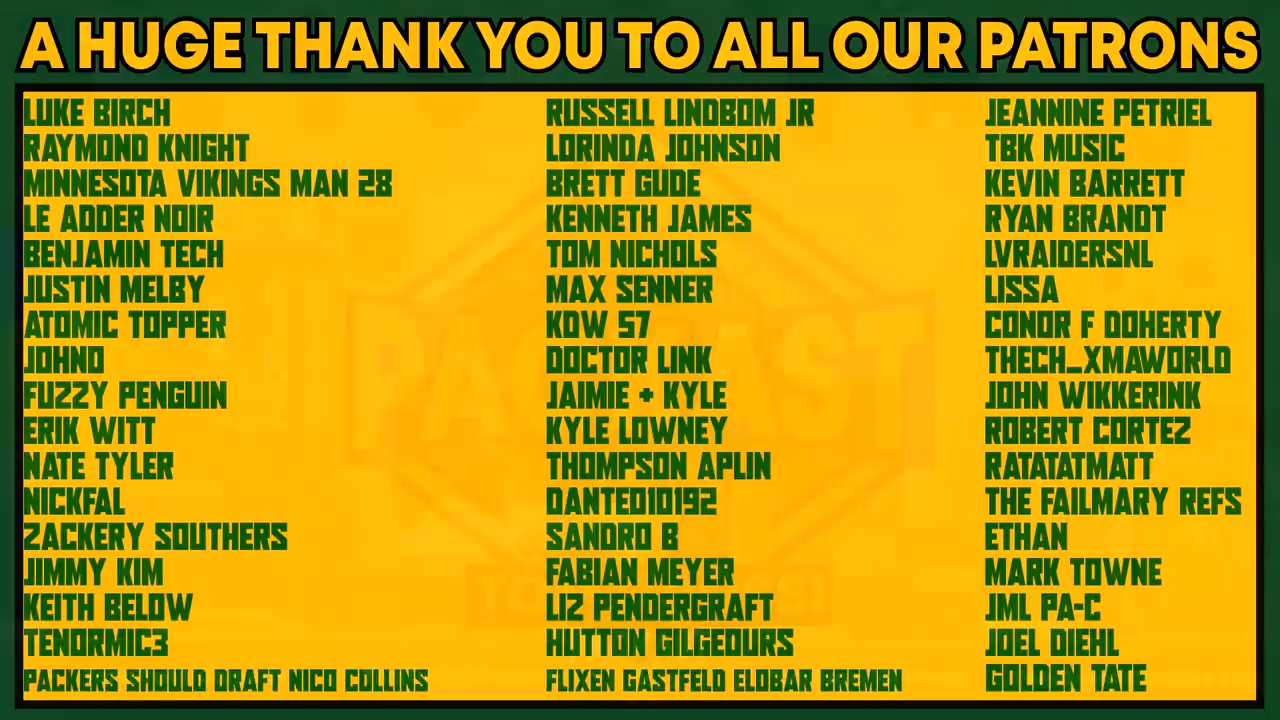 A HUGE THANK YOU TO ALL OUR PATRONS
LUKE BIRCH
RAYMOND KNIGHT
MINNESOTA VIKINGS MAN 28
LE ADDER NOIR
BENJAMIN TECH
JUSTIN MELBY
ATOMIC TOPPER
JOHNO
FUZZY PENGUIN
ERIK WITT
NATE TYLER
NICKFAL
ZACKERY SOUTHERS
JIMMY KIM
KEITH BELOW
TENORMIC3
PACKERS SHOULD DRAFT NICO COLLINS
RUSSELL LINDBOM JR
LORINDA JOHNSON
BRETT GUDE
KENNETH JAMES
TOM NICHOLS
MAX SENNER
KDW 57
DOCTOR LINK
JAIMIE + KYLE
KYLE LOWNEY
THOMPSON APLIN
DANTE010192
SANDRO B
FABIAN MEYER
LIZ PENDERGRAFT
HUTTON GILGEOURS
FLIXEN GASTFELD ELOBAR BREMEN
JEANNINE PETRIEL
TBK MUSIC
KEVIN BARRETT
RYAN BRANDT
LVRAIDERSNL
LISSA
CONOR F DOHERTY
THECH_XMAWORLD
JOHN WIKKERINK
ROBERT CORTEZ
RATATATMATT
THE FAILMARY REFS
ETHAN
MARK TOWNE
JML PA-C
JOEL DIEHL
GOLDEN TATE